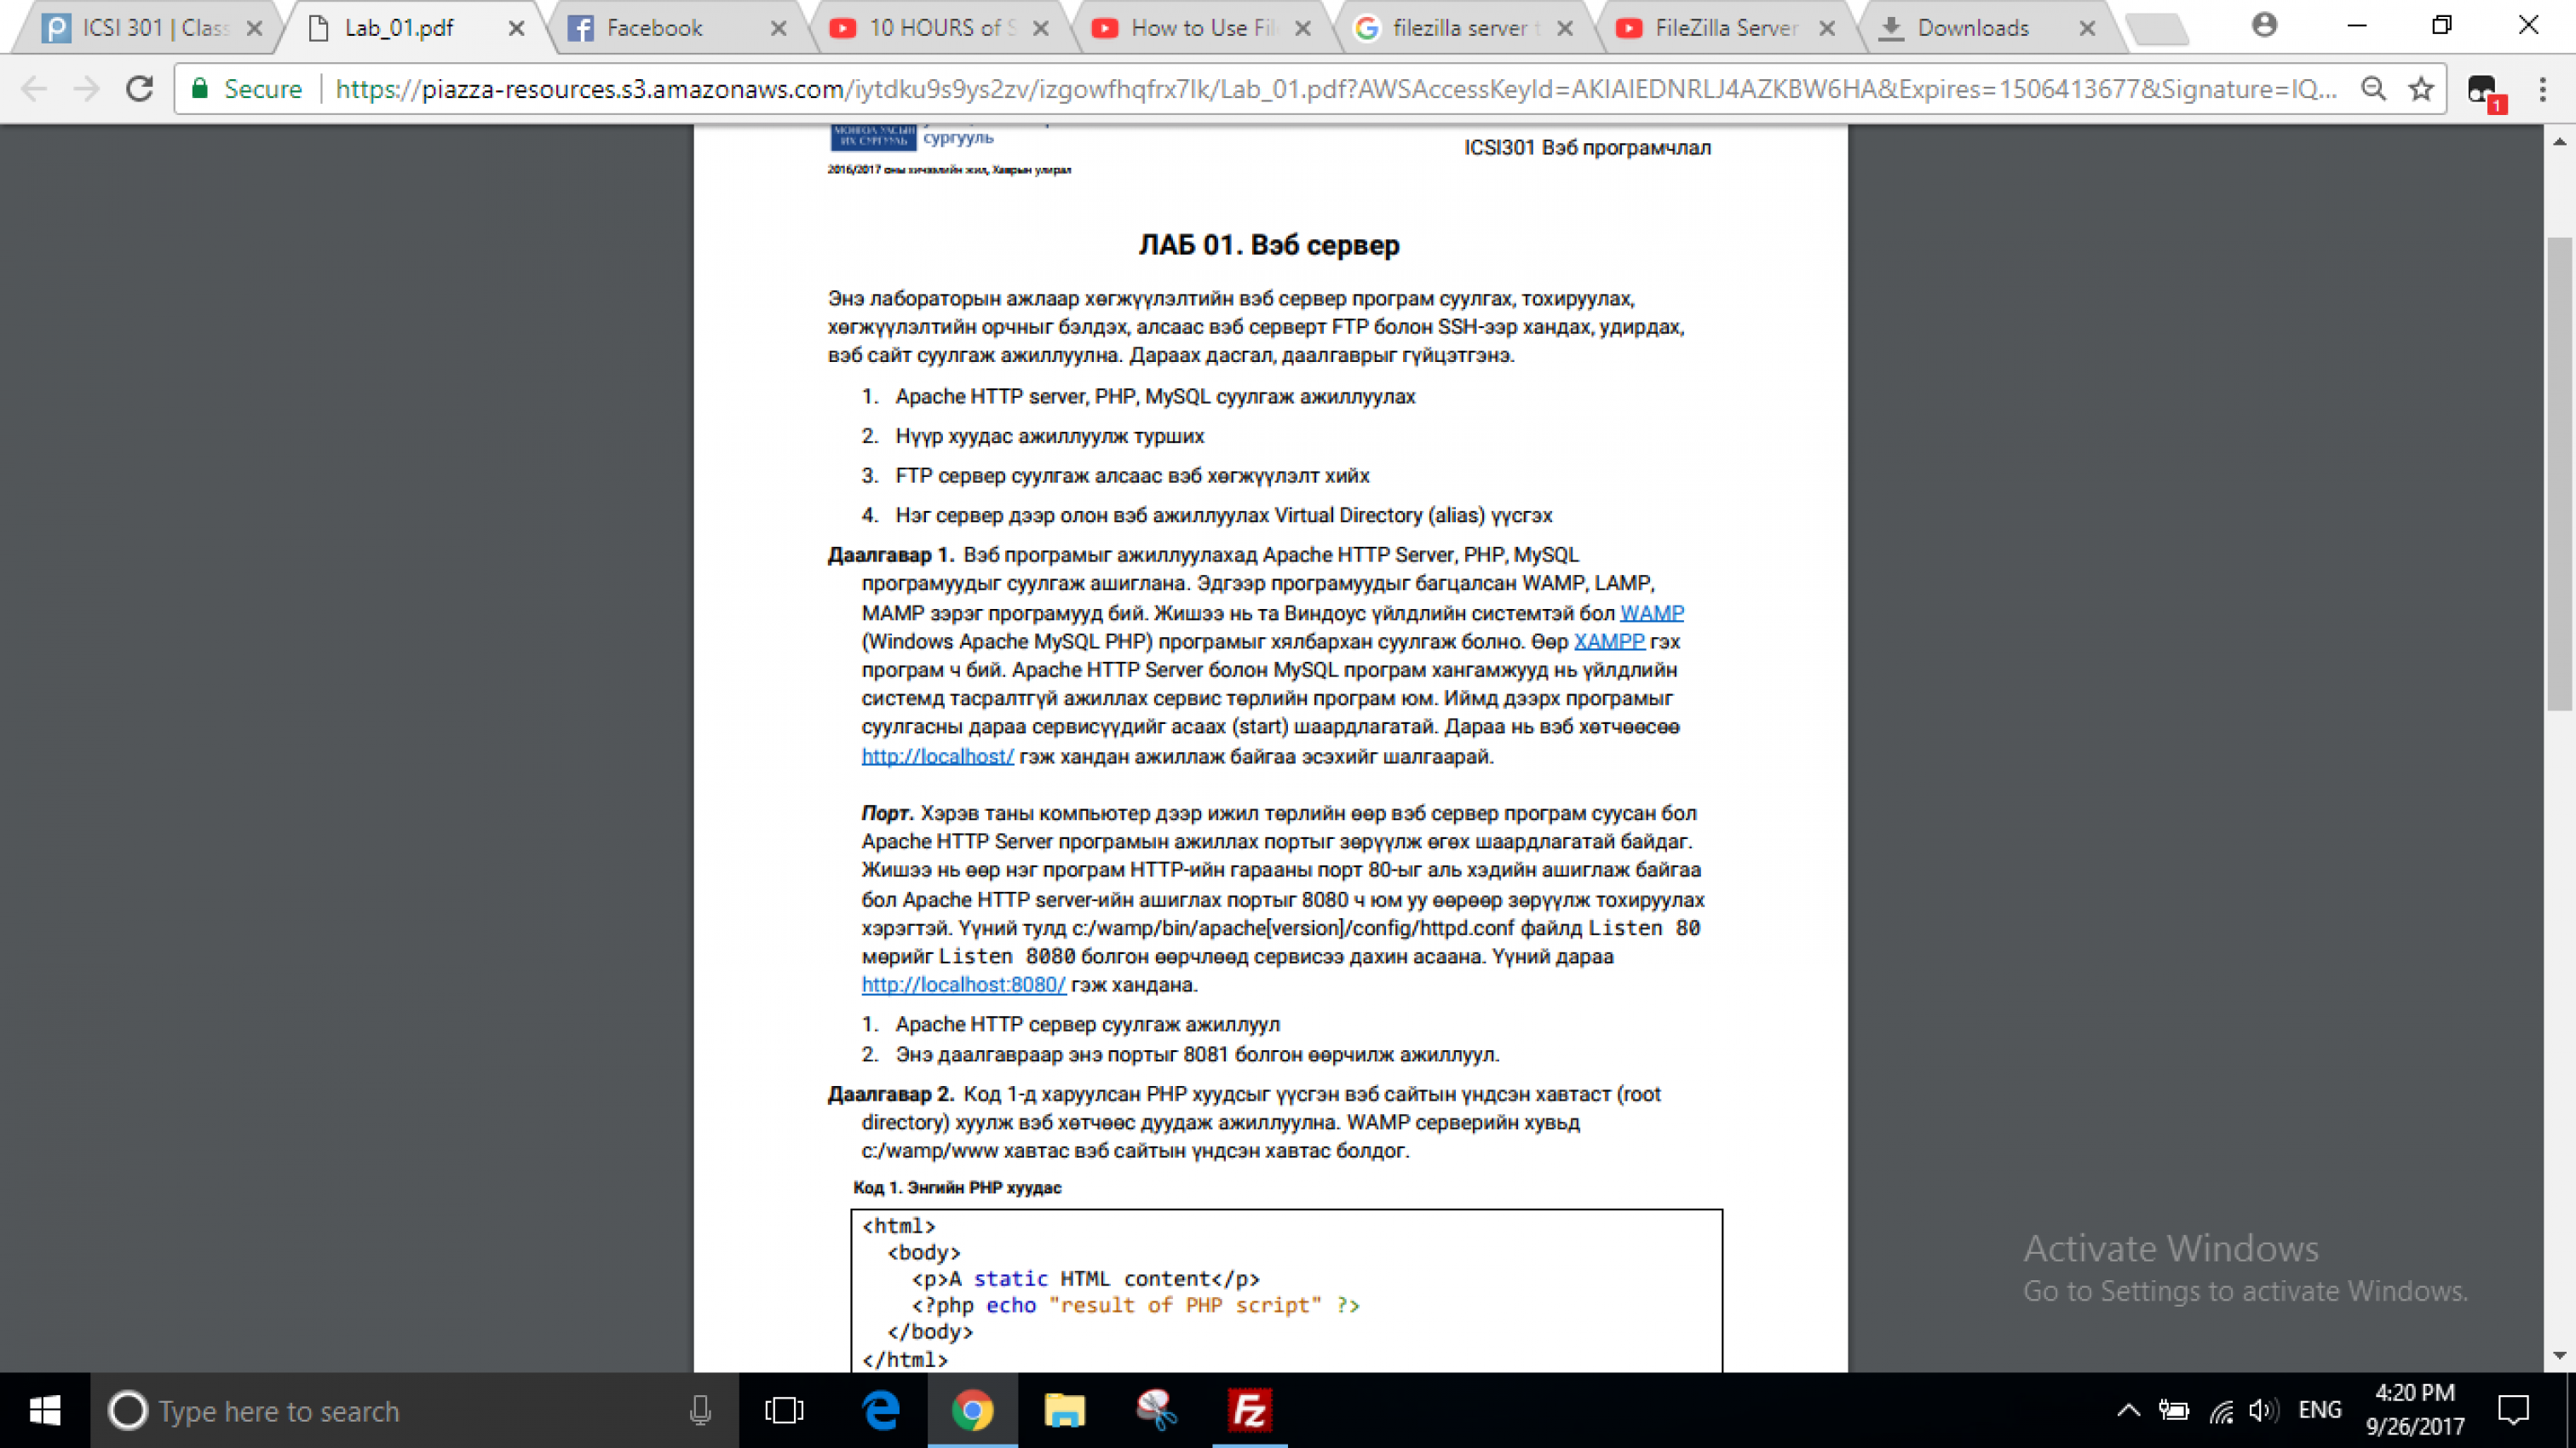 ICSI 301 | Class
Lab_01.pdf
Facebook
10 HOURS of S
How to Use Fil
filezilla server t
FileZilla Server
Downloads
Secure
https://piazza-resources.s3.amazonaws.com/iytdku9s9ys2zv/izgowfhqfrx7lk/Lab_01.pdf?AWSAccessKeyId=AKIAIEDNRLJ4AZKBW6HA&Expires=1506413677&Signature=IQ...
1
МОНГОЛ УЛСЫН
ИХ СУРГУУЛЬ
сургууль
ICSI301 Вэб програмчлал
2016/2017 оны хичээлийн жил, Хаврын улирал
ЛАБ 01. Вэб сервер
Энэ лабораторын ажлаар хөгжүүлэлтийн вэб сервер програм суулгах, тохируулах,
хөгжүүлэлтийн орчныг бэлдэх, алсаас вэб серверт FTP болон SSH-ээр хандах, удирдах,
вэб сайт суулгаж ажиллуулна. Дараах дасгал, даалгаврыг гүйцэтгэнэ.
1. Apache HTTP server, PHP, MySQL суулгаж ажиллуулах
2. Нүүр хуудас ажиллуулж турших
3. FTP сервер суулгаж алсаас вэб хөгжүүлэлт хийх
4. Нэг сервер дээр олон вэб ажиллуулах Virtual Directory (alias) үүсгэх
Даалгавар 1. Вэб програмыг ажиллуулахад Apache HTTP Server, PHP, MySQL
програмуудыг суулгаж ашиглана. Эдгээр програмуудыг багцалсан WAMP, LAMP,
MAMP зэрэг програмууд бий. Жишээ нь та Виндоус үйлдлийн системтэй бол WAMP
(Windows Apache MySQL PHP) програмыг хялбархан суулгаж болно. Өөр XAMPP гэх
програм ч бий. Apache HTTP Server болон MySQL програм хангамжууд нь үйлдлийн
системд тасралтгүй ажиллах сервис төрлийн програм юм. Иймд дээрх програмыг
суулгасны дараа сервисүүдийг асаах (start) шаардлагатай. Дараа нь вэб хөтчөөсөө
http://localhost/ гэж хандан ажиллаж байгаа эсэхийг шалгаарай.
Порт. Хэрэв таны компьютер дээр ижил төрлийн өөр вэб сервер програм суусан бол
Apache HTTP Server програмын ажиллах портыг зөрүүлж өгөх шаардлагатай байдаг.
Жишээ нь өөр нэг програм HTTP-ийн гарааны порт 80-ыг аль хэдийн ашиглаж байгаа
бол Apache HTTP server-ийн ашиглах портыг 8080 ч юм уу өөрөөр зөрүүлж тохируулах
хэрэгтэй. Үүний тулд c:/wamp/bin/apache[version]/config/httpd.conf файлд Listen 80
мөрийг Listen 8080 болгон өөрчлөөд сервисээ дахин асаана. Үүний дараа
http://localhost:8080/ гэж хандана.
1. Apache HTTP сервер суулгаж ажиллуул
2. Энэ даалгавраар энэ портыг 8081 болгон өөрчилж ажиллуул.
Даалгавар 2. Код 1-д харуулсан PHP хуудсыг үүсгэн вэб сайтын үндсэн хавтаст (root
directory) хуулж вэб хөтчөөс дуудаж ажиллуулна. WAMP серверийн хувьд
c:/wamp/www хавтас вэб сайтын үндсэн хавтас болдог.
Код 1. Энгийн PHP хуудас
<html>
<body>
<p>A static HTML content</p>
<?php echo "result of PHP script" ?>
</body>
</html>
Activate Windows
Go to Settings to activate Windows.
Type here to search
ENG
4:20 PM
9/26/2017